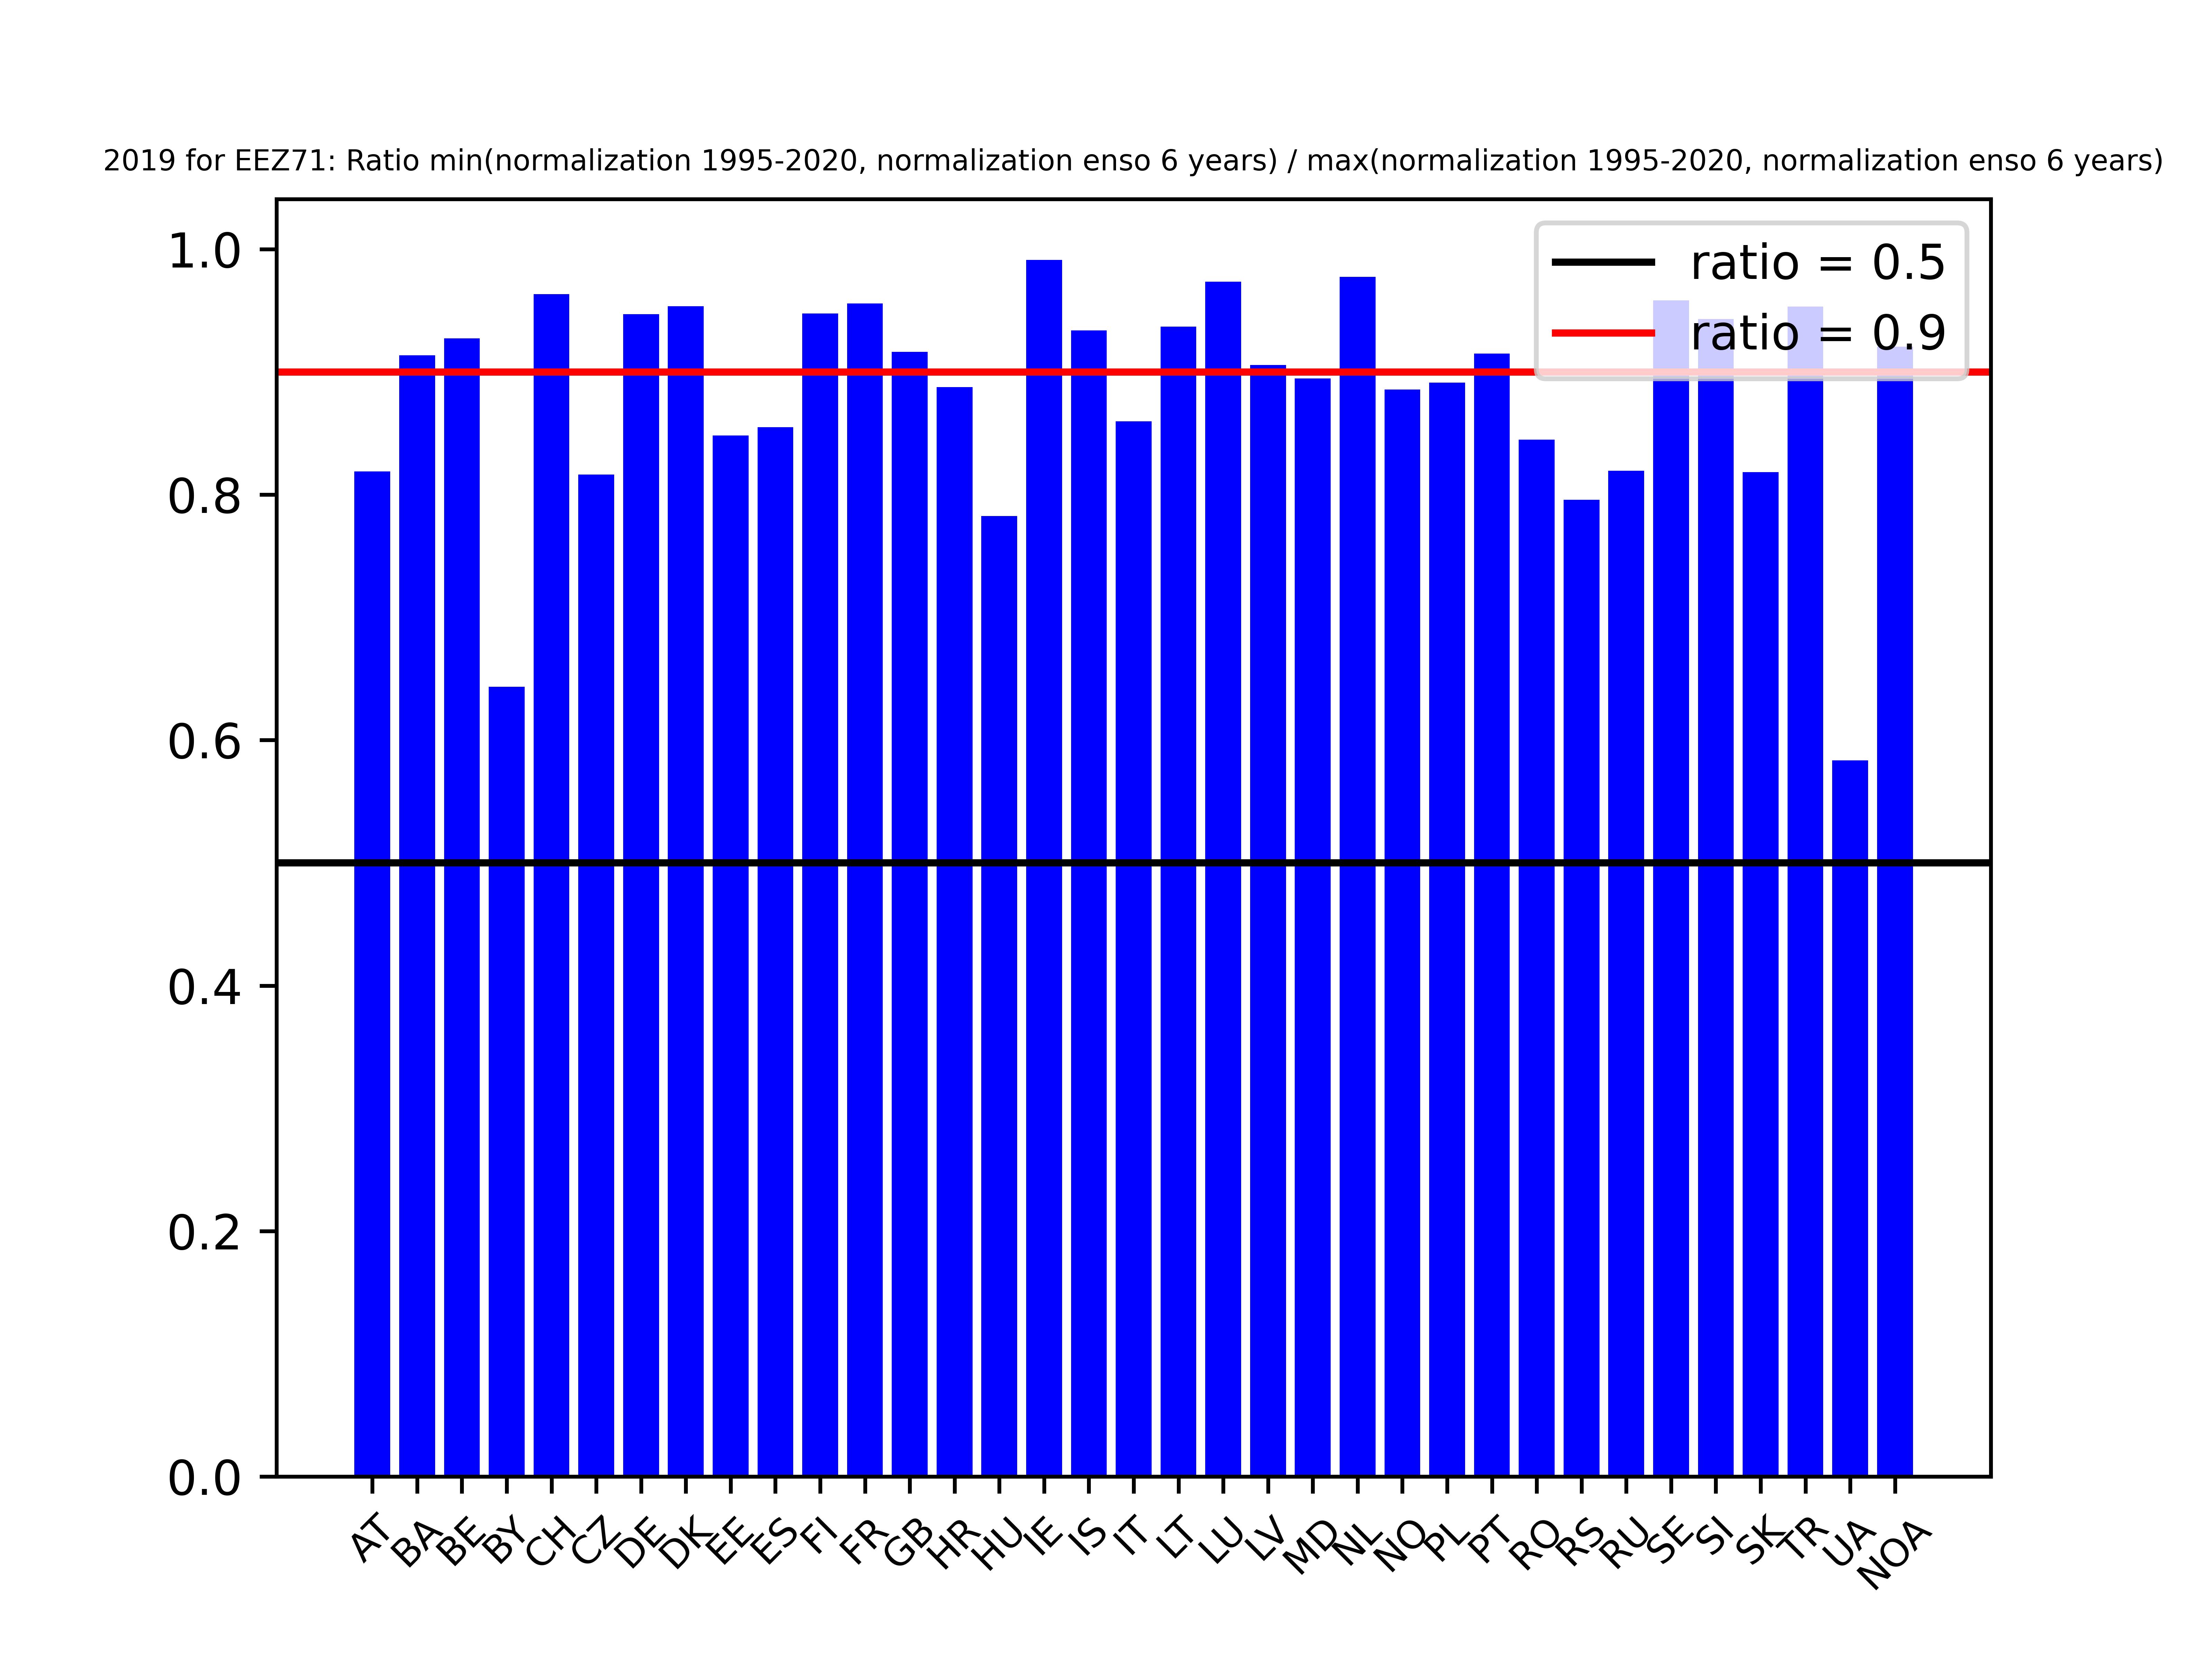 2019 for EEZ71: Ratio min(normalization 1995-2020, normalization enso 6 years) / max(normalization 1995-2020, normalization enso 6 years)
ratio = 0.5
ratio = 0.9
1.0
0.8
0.6
0.4
0.2
0.0
AT BA BE BY CH CZ DE DK EE ES FI FR GB HR HU IE IS IT LT LU LV MD NL NO PL PT RO RS RU SE SI SK TR UA NOA